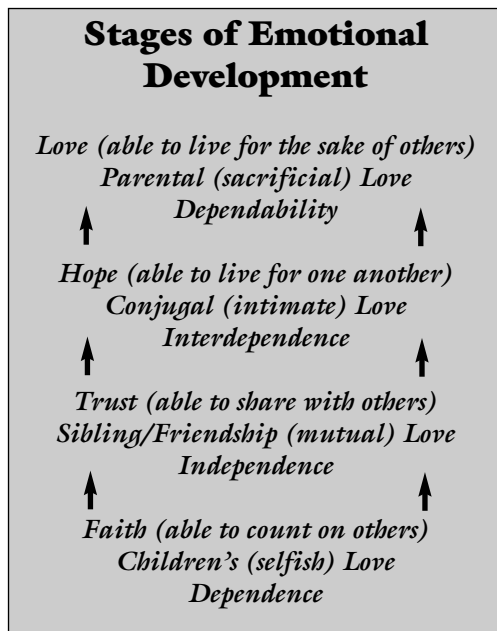 Stages of Emotional
Development
Love (able to live for the sake of others)
Parental (sacrificial) Love
Dependability
Hope (able to live for one another)
Conjugal (intimate) Love
Interdependence
Trust (able to share with others)
Sibling/Friendship (mutual) Love
Independence
Faith (able to count on others)
Children's (selfish) Love
Dependence